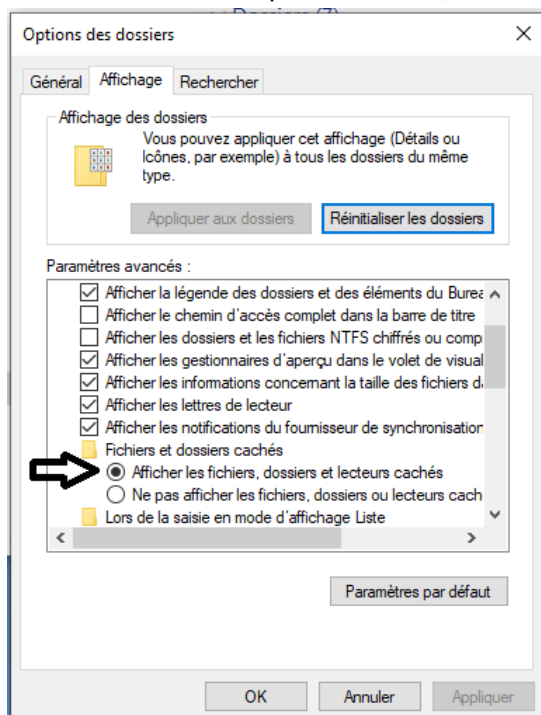 Dossiers (7)
Options des dossiers
Général Affichage Rechercher
Affichage des dossiers
Vous pouvez appliquer cet affichage (Détails ou
Icônes, par exemple) à tous les dossiers du même
type.
Appliquer aux dossiers Réinitialiser les dossiers
Paramètres avancés :
Afficher la légende des dossiers et des éléments du Burea
Afficher le chemin d'accès complet dans la barre de titre
Afficher les dossiers et les fichiers NTFS chiffrés ou comp
Afficher les gestionnaires d'aperçu dans le volet de visual
Afficher les informations concernant la taille des fichiers d
Afficher les lettres de lecteur
Afficher les notifications du fournisseur de synchronisation
Fichiers et dossiers cachés
Afficher les fichiers, dossiers et lecteurs cachés
Ne pas afficher les fichiers, dossiers ou lecteurs cach
Lors de la saisie en mode d'affichage Liste
Paramètres par défaut
OK Annuler Appliquer